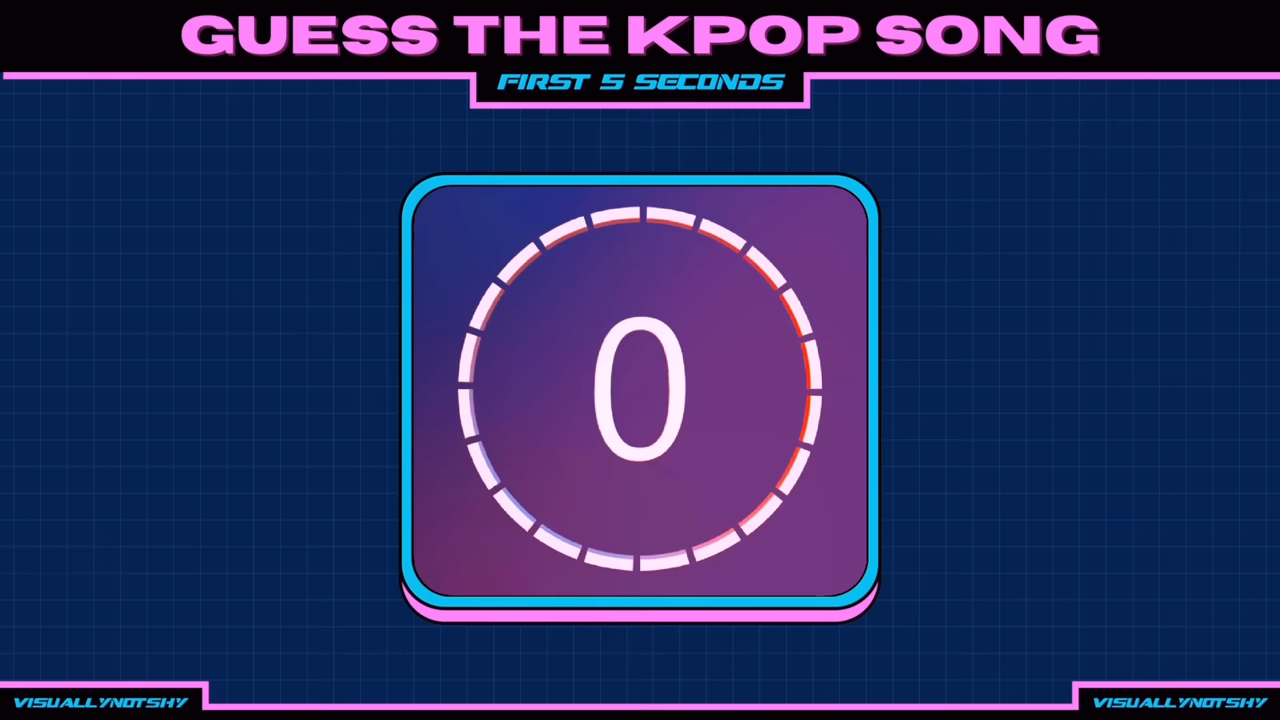 GUESS THE KPOP SONG
FIRST 5 SECONDS
0
VISUALLYNOTSHY
VISUALLYNOTSHY